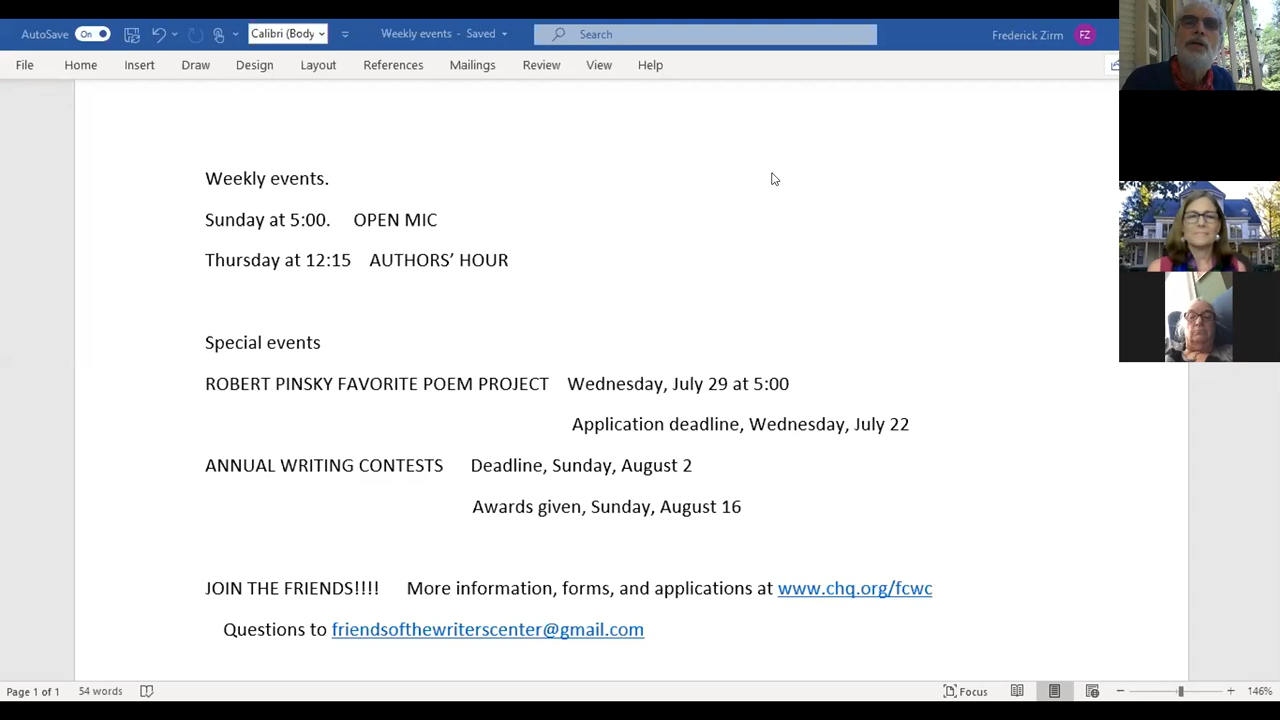 AutoSave On Calibri (Body Weekly events - Saved Search Frederick Zirm FZ
File Home Insert Draw Design Layout References Mailings Review View Help
Weekly events.
Sunday at 5:00. OPEN MIC
Thursday at 12:15 AUTHORS’ HOUR
Special events
ROBERT PINSKY FAVORITE POEM PROJECT Wednesday, July 29 at 5:00
Application deadline, Wednesday, July 22
ANNUAL WRITING CONTESTS Deadline, Sunday, August 2
Awards given, Sunday, August 16
JOIN THE FRIENDS!!!! More information, forms, and applications at www.chq.org/fcwc
Questions to friendsofthewriterscenter@gmail.com
Page 1 of 1 54 words Focus 146%